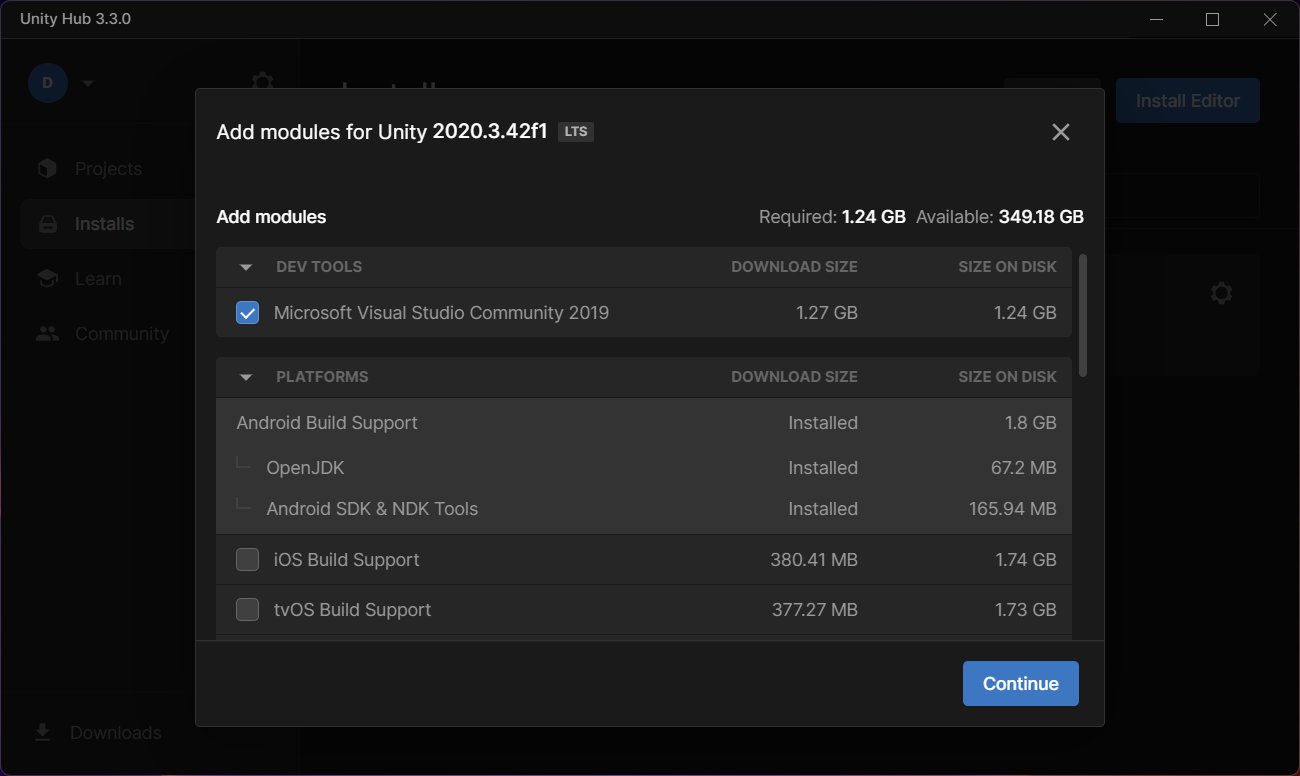 Unity Hub 3.3.0
D
Install Editor
Add modules for Unity 2020.3.42f1 LTS
Projects
Installs
Learn
Community
Add modules
Required: 1.24 GB Available: 349.18 GB
DEV TOOLS DOWNLOAD SIZE SIZE ON DISK
Microsoft Visual Studio Community 2019 1.27 GB 1.24 GB
PLATFORMS DOWNLOAD SIZE SIZE ON DISK
Android Build Support Installed 1.8 GB
OpenJDK Installed 67.2 MB
Android SDK & NDK Tools Installed 165.94 MB
iOS Build Support 380.41 MB 1.74 GB
tvOS Build Support 377.27 MB 1.73 GB
Continue
Downloads